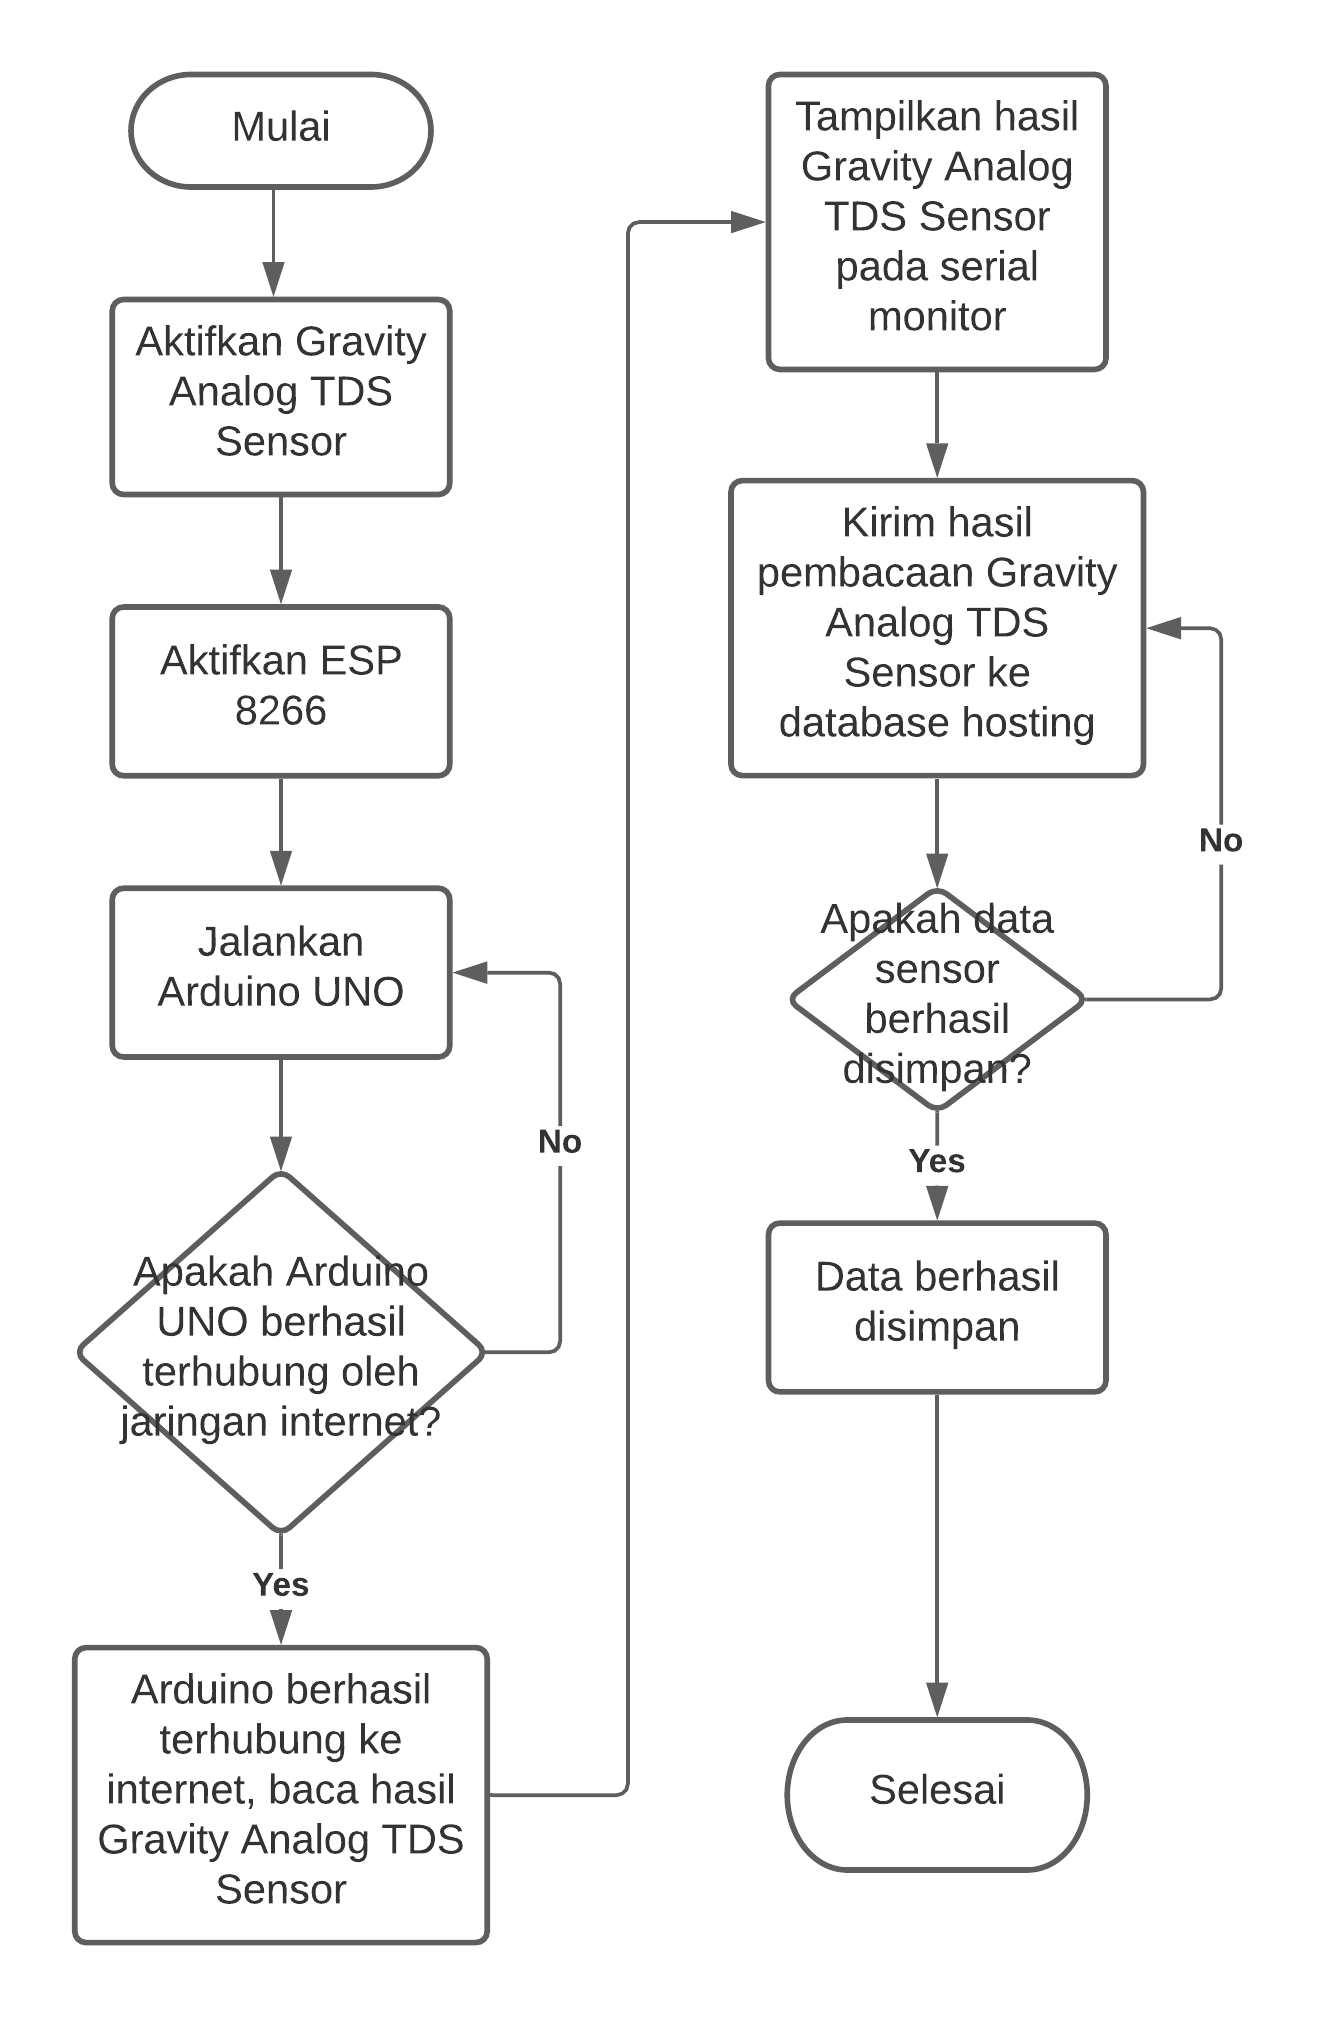 Mulai
Aktifkan Gravity
Analog TDS
Sensor
Aktifkan ESP
8266
Jalankan
Arduino UNO
No
Apakah Arduino
UNO berhasil
terhubung oleh
jaringan internet?
Yes
Arduino berhasil
terhubung ke
internet, baca hasil
Gravity Analog TDS
Sensor
Tampilkan hasil
Gravity Analog
TDS Sensor
pada serial
monitor
Kirim hasil
pembacaan Gravity
Analog TDS
Sensor ke
database hosting
No
Apakah data
sensor
berhasil
disimpan?
Yes
Data berhasil
disimpan
Selesai